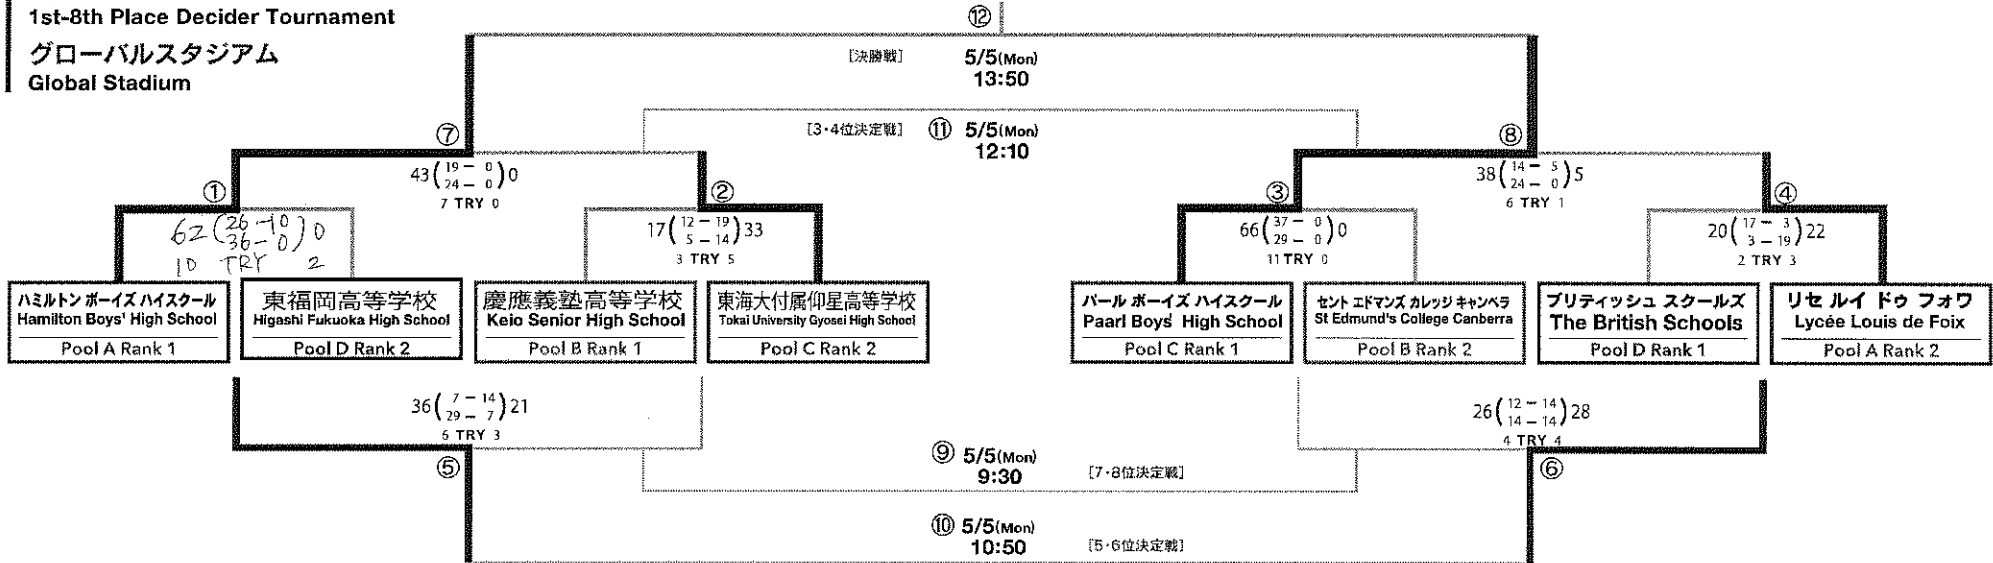 1st-8th Place Decider Tournament
グローバルスタジアム
Global Stadium
⑫
[決勝戦] 5/5(Mon)
13:50
[3・4位決定戦] ⑪ 5/5(Mon)
12:10
⑦
43(19 - 0 24 - 0)0
7 TRY 0
⑧
38(14 - 5 24 - 0)5
6 TRY 1
①
62(26-10 36-0)0
10 TRY 2
②
17(12 - 19 5 - 14)33
3 TRY 5
③
66(37 - 0 29 - 0)0
11 TRY 0
④
20(17 - 3 3 - 19)22
2 TRY 3
ハミルトン ボーイズ ハイスクール
Hamilton Boys' High School
Pool A Rank 1
東福岡高等学校
Higashi Fukuoka High School
Pool D Rank 2
慶應義塾高等学校
Keio Senior High School
Pool B Rank 1
東海大付属仰星高等学校
Tokai University Gyosei High School
Pool C Rank 2
パール ボーイズ ハイスクール
Paarl Boys' High School
Pool C Rank 1
セント エドマンズ カレッジ キャンベラ
St Edmund's College Canberra
Pool B Rank 2
ブリティッシュ スクールズ
The British Schools
Pool D Rank 1
リセ ルイ ドゥ フォワ
Lycée Louis de Foix
Pool A Rank 2
36(7 - 14 29 - 7)21
6 TRY 3
⑤
26(12 - 14 14 - 14)28
4 TRY 4
⑥
⑨ 5/5(Mon)
9:30 [7・8位決定戦]
⑩ 5/5(Mon)
10:50 [5・6位決定戦]